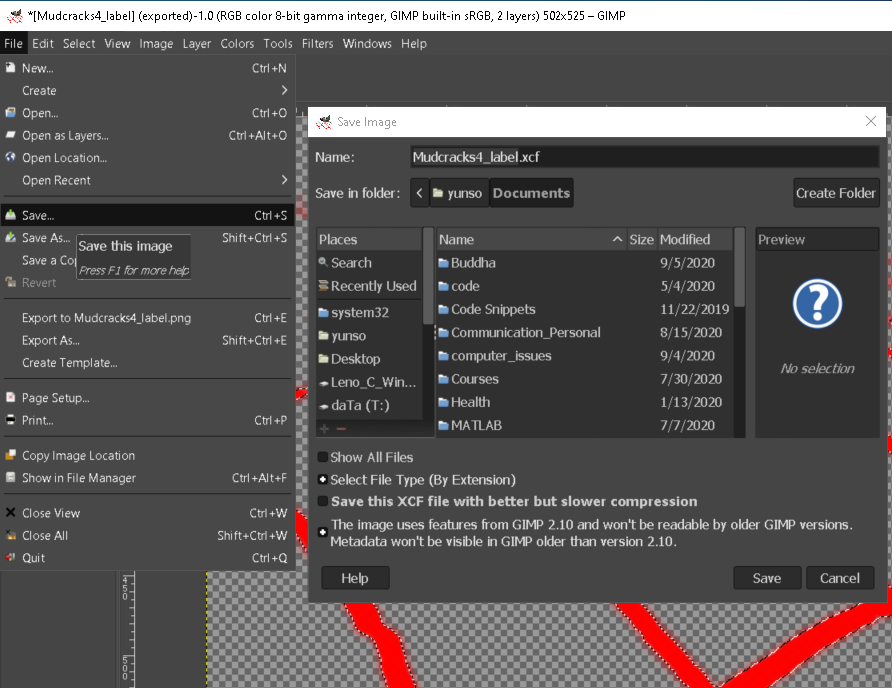 *[Mudcracks4_label] (exported)-1.0 (RGB color 8-bit gamma integer, GIMP built-in sRGB, 2 layers) 502x525 – GIMP
File Edit Select View Image Layer Colors Tools Filters Windows Help
New... Ctrl+N
Create
Open... Ctrl+O
Open as Layers... Ctrl+Alt+O
Open Location...
Open Recent
Save... Ctrl+S
Save As... Shift+Ctrl+S
Save a Co
Revert
Save this image
Press F1 for more help
Export to Mudcracks4_label.png Ctrl+E
Export As... Shift+Ctrl+E
Create Template...
Page Setup...
Print... Ctrl+P
Copy Image Location
Show in File Manager Ctrl+Alt+F
Close View Ctrl+W
Close All Shift+Ctrl+W
Quit Ctrl+Q
Save Image
Name: Mudcracks4_label.xcf
Save in folder: yunso Documents Create Folder
Places
Search
Recently Used
system32
yunso
Desktop
Leno_C_Win...
daTa (T:)
Name Size Modified
Buddha 9/5/2020
code 5/4/2020
Code Snippets 11/22/2019
Communication_Personal 8/15/2020
computer_issues 9/4/2020
Courses 7/30/2020
Health 1/13/2020
MATLAB 7/7/2020
Preview
No selection
Show All Files
Select File Type (By Extension)
Save this XCF file with better but slower compression
The image uses features from GIMP 2.10 and won't be readable by older GIMP versions.
Metadata won't be visible in GIMP older than version 2.10.
Help Save Cancel
450
500